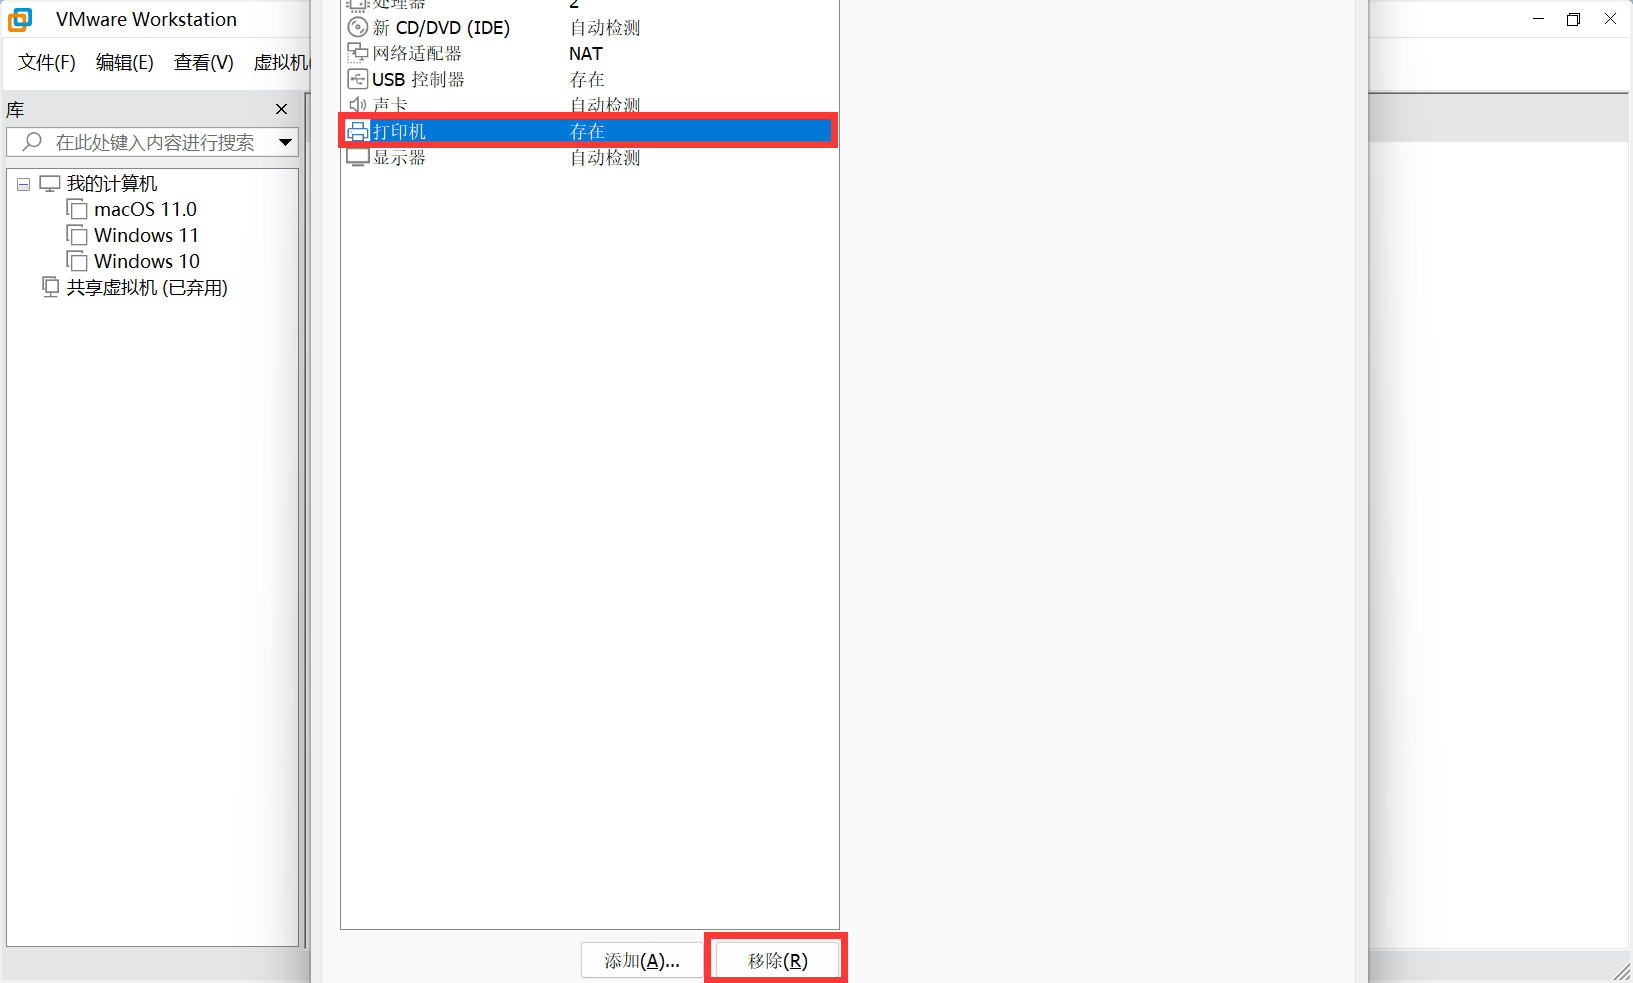 VMware Workstation
文件(F) 编辑(E) 查看(V) 虚拟机(
库
在此处键入内容进行搜索
我的计算机
macOS 11.0
Windows 11
Windows 10
共享虚拟机 (已弃用)
处理器 2
新 CD/DVD (IDE) 自动检测
网络适配器 NAT
USB 控制器 存在
声卡 自动检测
打印机 存在
显示器 自动检测
添加(A)... 移除(R)